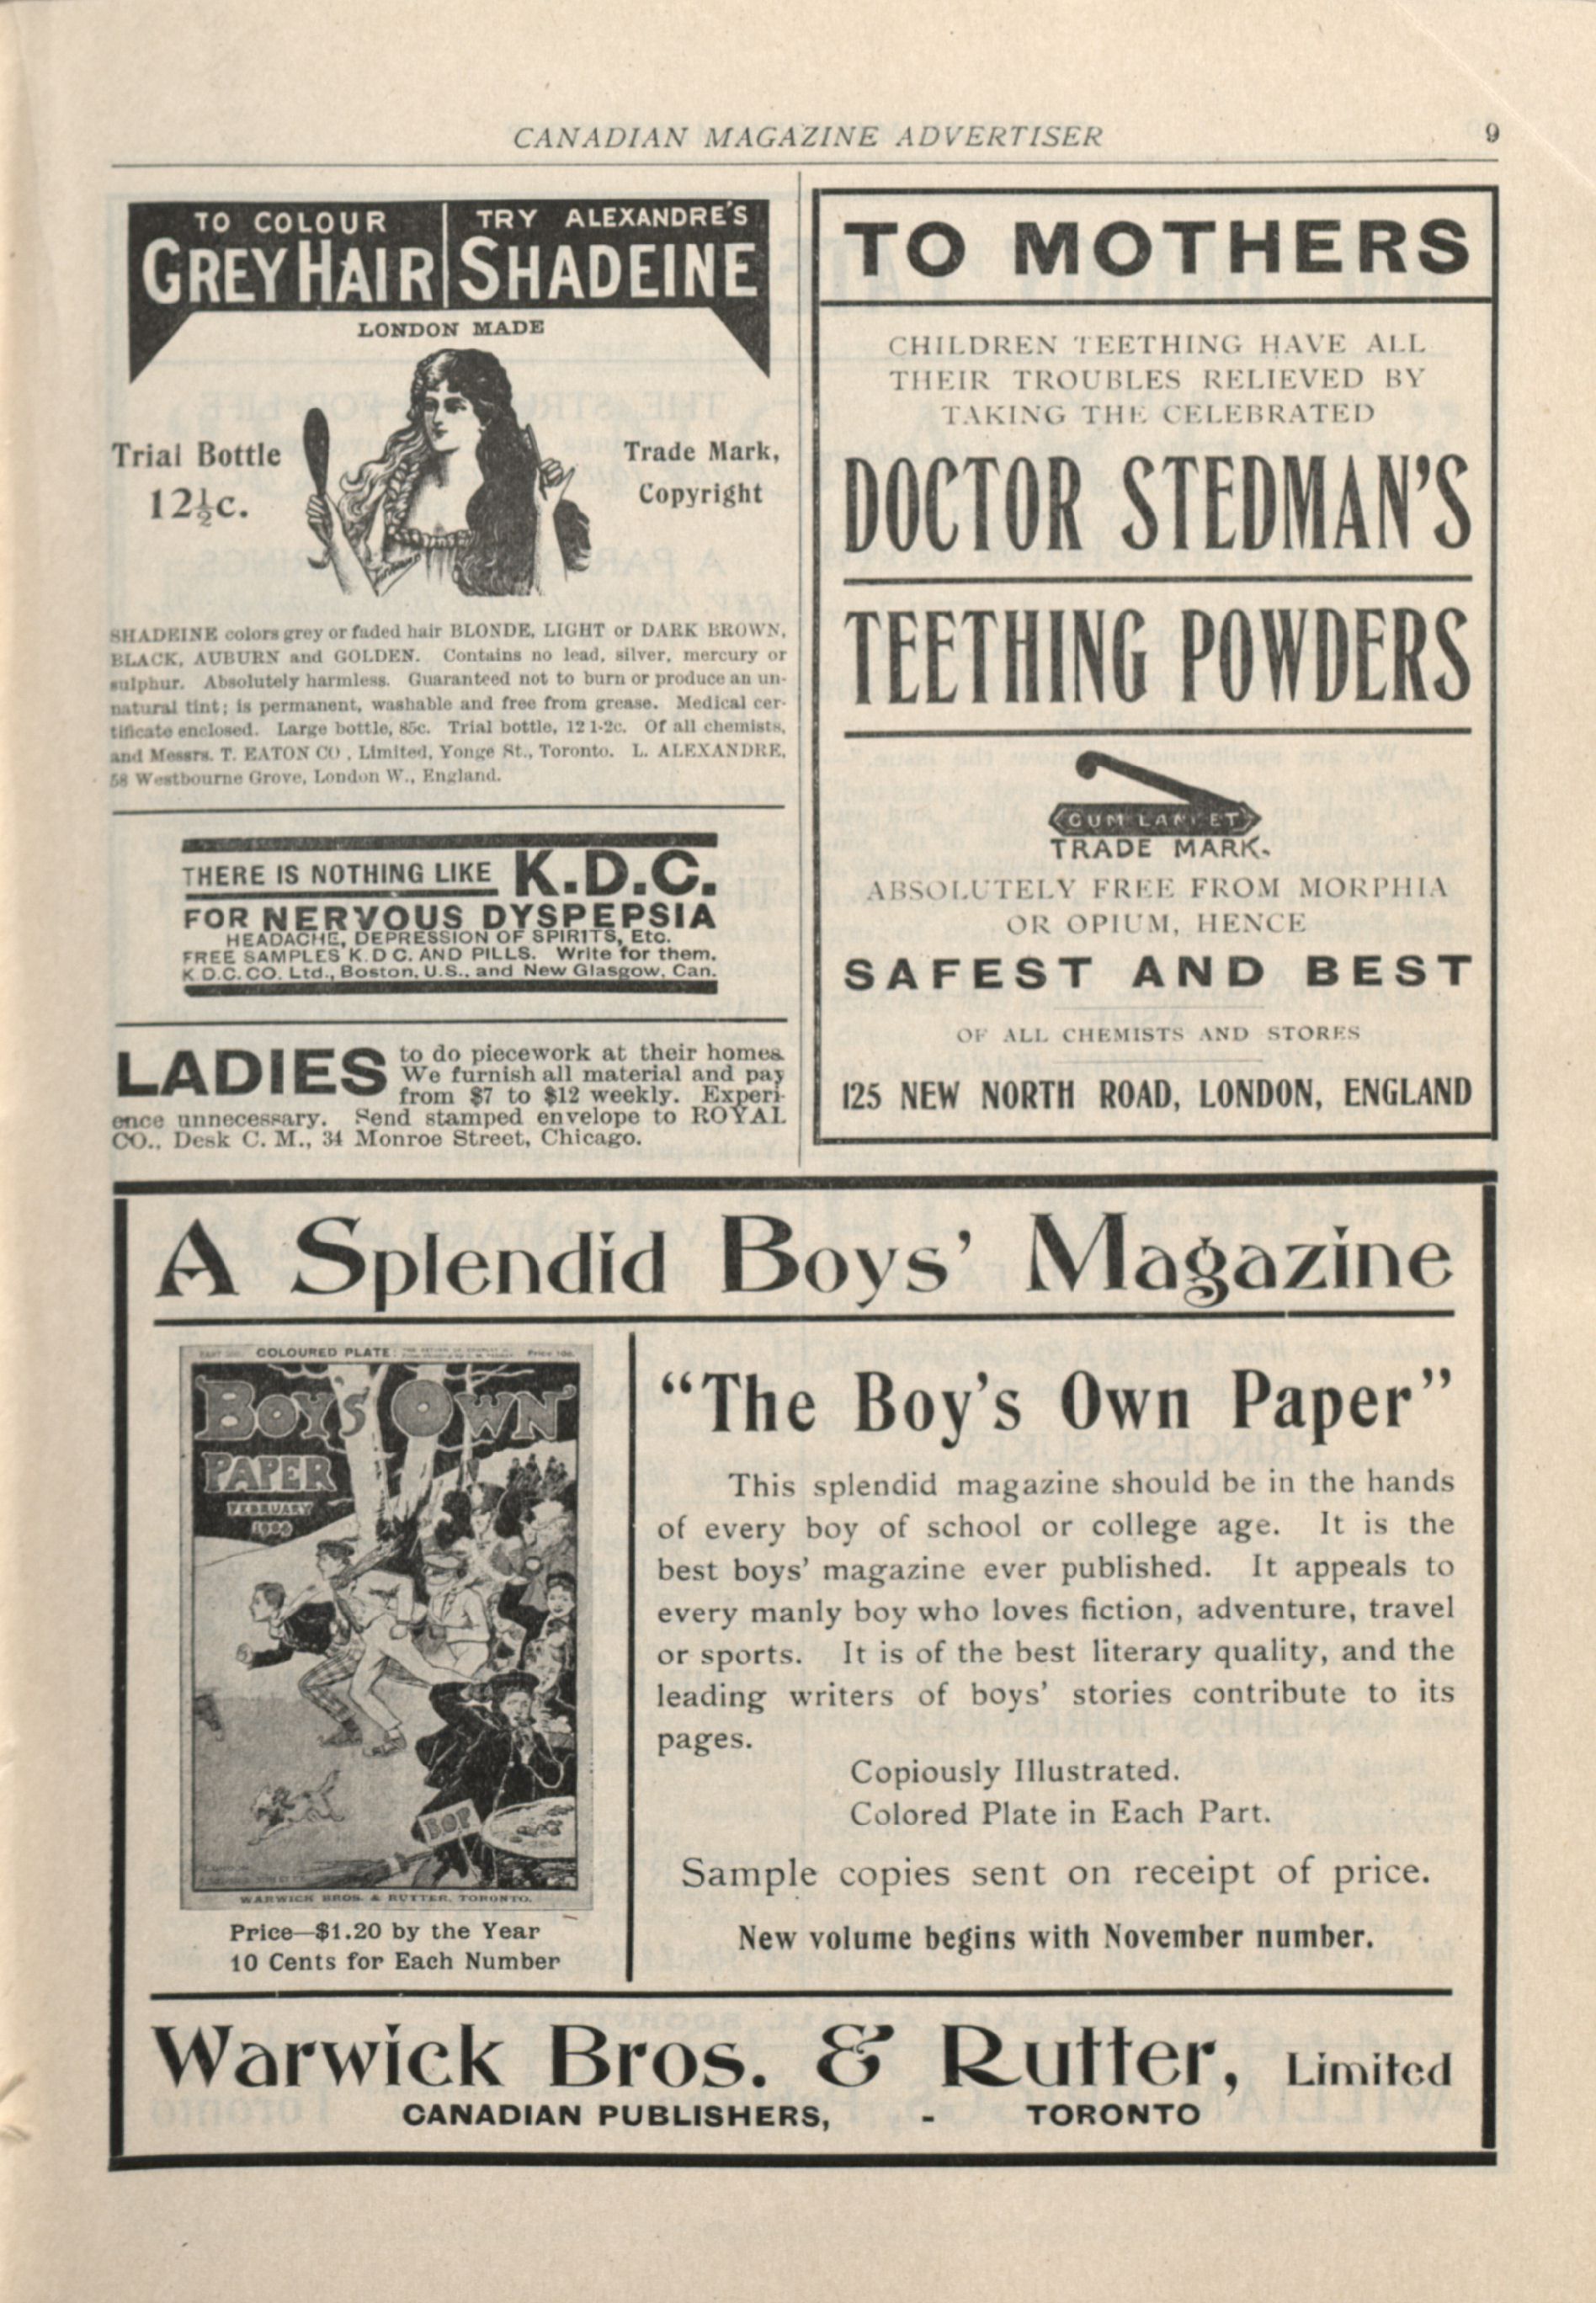 CANADIAN MAGAZINE ADVERTISER 9
TO COLOUR
GREY HAIR
TRY ALEXANDRE'S
SHADEINE
LONDON MADE
Trial Bottle
12½c.
Trade Mark,
Copyright
SHADEINE colors grey or faded hair BLONDE, LIGHT or DARK BROWN,
BLACK, AUBURN and GOLDEN. Contains no lead, silver, mercury or
sulphur. Absolutely harmless. Guaranteed not to burn or produce an un-
natural tint; is permanent, washable and free from grease. Medical cer-
tificate enclosed. Large bottle, 85c. Trial bottle, 12 1-2c. Of all chemists,
and Messrs. T. EATON CO , Limited, Yonge St., Toronto. L. ALEXANDRE,
58 Westbourne Grove, London W., England.
THERE IS NOTHING LIKE K.D.C.
FOR NERVOUS DYSPEPSIA
HEADACHE, DEPRESSION OF SPIRITS, Etc.
FREE SAMPLES K.D C. AND PILLS. Write for them.
K D.C. CO. Ltd., Boston, U.S., and New Glasgow, Can.
LADIES to do piecework at their homes.
We furnish all material and pay
from $7 to $12 weekly. Experi-
ence unnecessary. Send stamped envelope to ROYAL
CO., Desk C. M., 34 Monroe Street, Chicago.
TO MOTHERS
CHILDREN TEETHING HAVE ALL
THEIR TROUBLES RELIEVED BY
TAKING THE CELEBRATED
DOCTOR STEDMAN'S
TEETHING POWDERS
GUM LANCET
TRADE MARK.
ABSOLUTELY FREE FROM MORPHIA
OR OPIUM, HENCE
SAFEST AND BEST
OF ALL CHEMISTS AND STORES
125 NEW NORTH ROAD, LONDON, ENGLAND
A Splendid Boys' Magazine
COLOURED PLATE:
Price 10c.
BOY'S OWN
PAPER
FEBRUARY
BOP
WARWICK BROS. & RUTTER, TORONTO.
Price—$1.20 by the Year
10 Cents for Each Number
"The Boy's Own Paper"
This splendid magazine should be in the hands
of every boy of school or college age. It is the
best boys' magazine ever published. It appeals to
every manly boy who loves fiction, adventure, travel
or sports. It is of the best literary quality, and the
leading writers of boys' stories contribute to its
pages.
Copiously Illustrated.
Colored Plate in Each Part.
Sample copies sent on receipt of price.
New volume begins with November number.
Warwick Bros. & Rutter, Limited
CANADIAN PUBLISHERS, - TORONTO